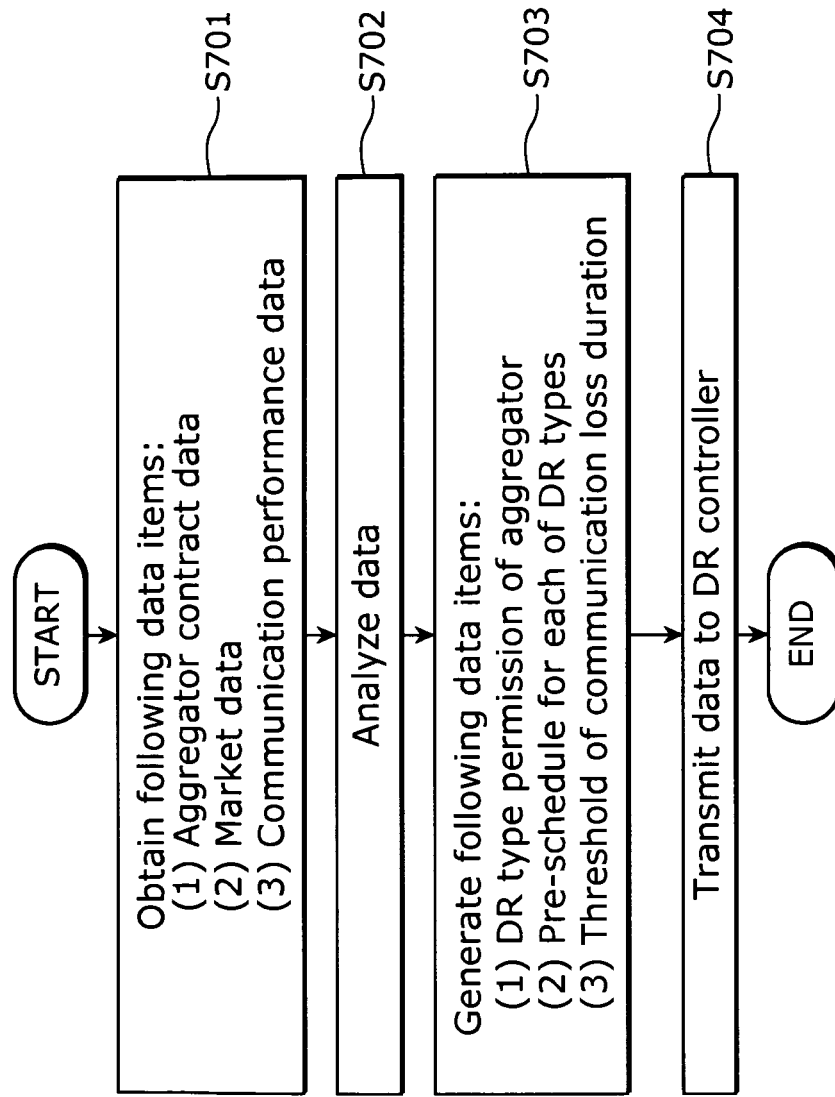 START
Obtain following data items:
(1) Aggregator contract data
(2) Market data
(3) Communication performance data
S701
Analyze data
S702
Generate following data items:
(1) DR type permission of aggregator
(2) Pre-schedule for each of DR types
(3) Threshold of communication loss duration
S703
Transmit data to DR controller
S704
END